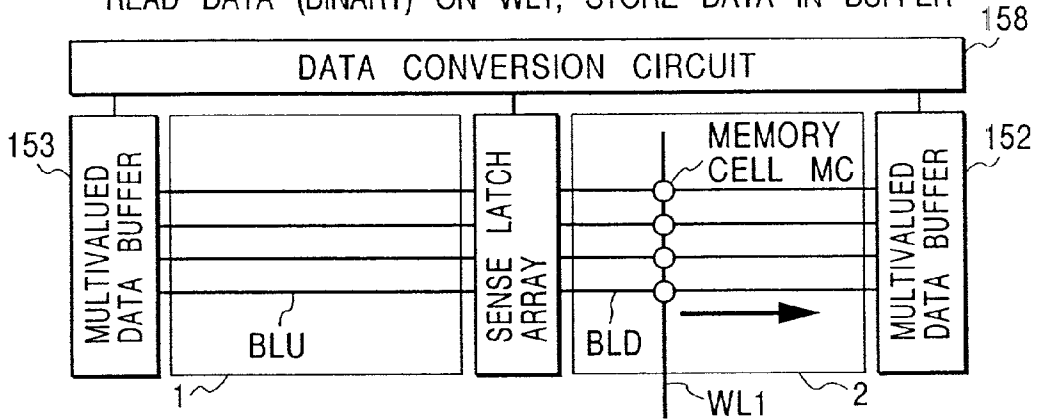 READ DATA (BINARY) ON WL1, STORE DATA IN BUFFER
158
DATA CONVERSION CIRCUIT
153
MULTIVALUED
DATA BUFFER
SENSE LATCH
ARRAY
MEMORY
CELL MC
152
MULTIVALUED
DATA BUFFER
BLU
BLD
1
WL1
2